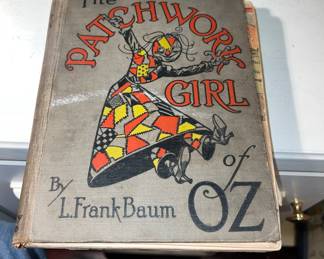 The
PATCHWORK
GIRL
of
OZ
By
L. Frank Baum